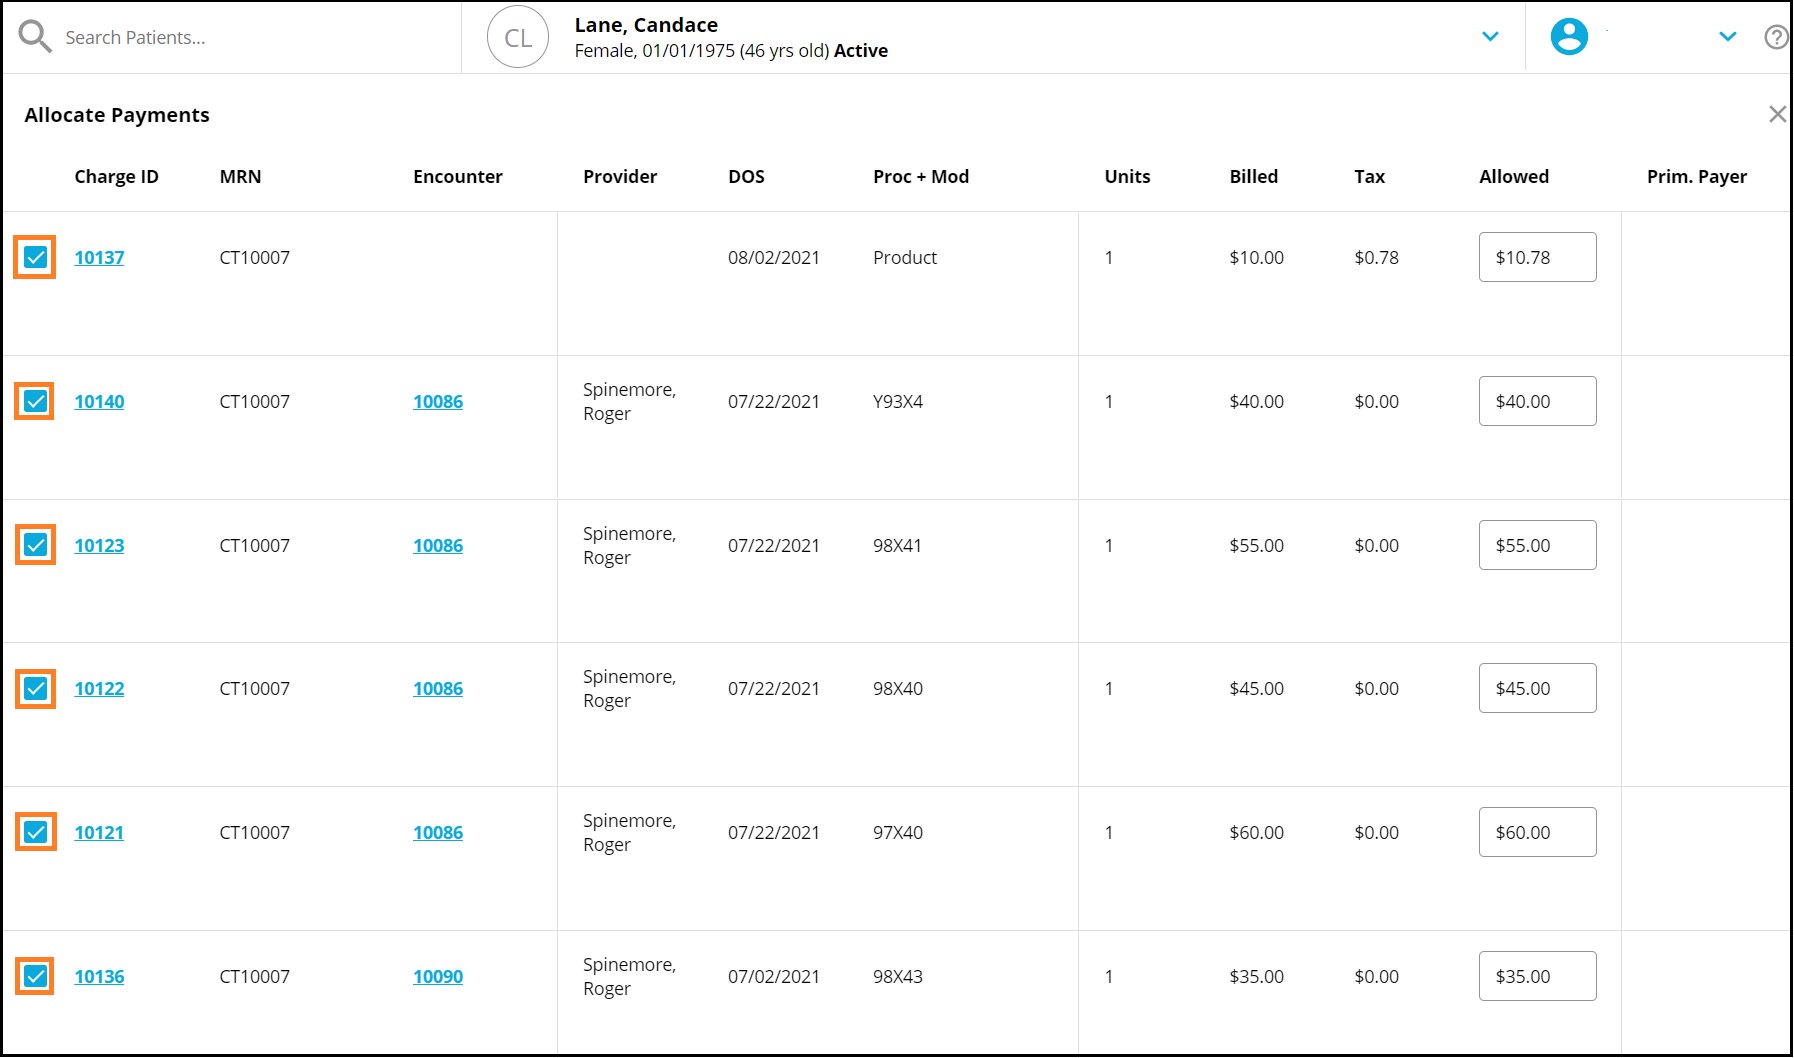 Search Patients...
CL
Lane, Candace
Female, 01/01/1975 (46 yrs old) Active
?
Allocate Payments
Charge ID MRN Encounter Provider DOS Proc + Mod Units Billed Tax Allowed Prim. Payer
10137 CT10007 08/02/2021 Product 1 $10.00 $0.78 $10.78
10140 CT10007 10086 Spinemore, Roger 07/22/2021 Y93X4 1 $40.00 $0.00 $40.00
10123 CT10007 10086 Spinemore, Roger 07/22/2021 98X41 1 $55.00 $0.00 $55.00
10122 CT10007 10086 Spinemore, Roger 07/22/2021 98X40 1 $45.00 $0.00 $45.00
10121 CT10007 10086 Spinemore, Roger 07/22/2021 97X40 1 $60.00 $0.00 $60.00
10136 CT10007 10090 Spinemore, Roger 07/02/2021 98X43 1 $35.00 $0.00 $35.00